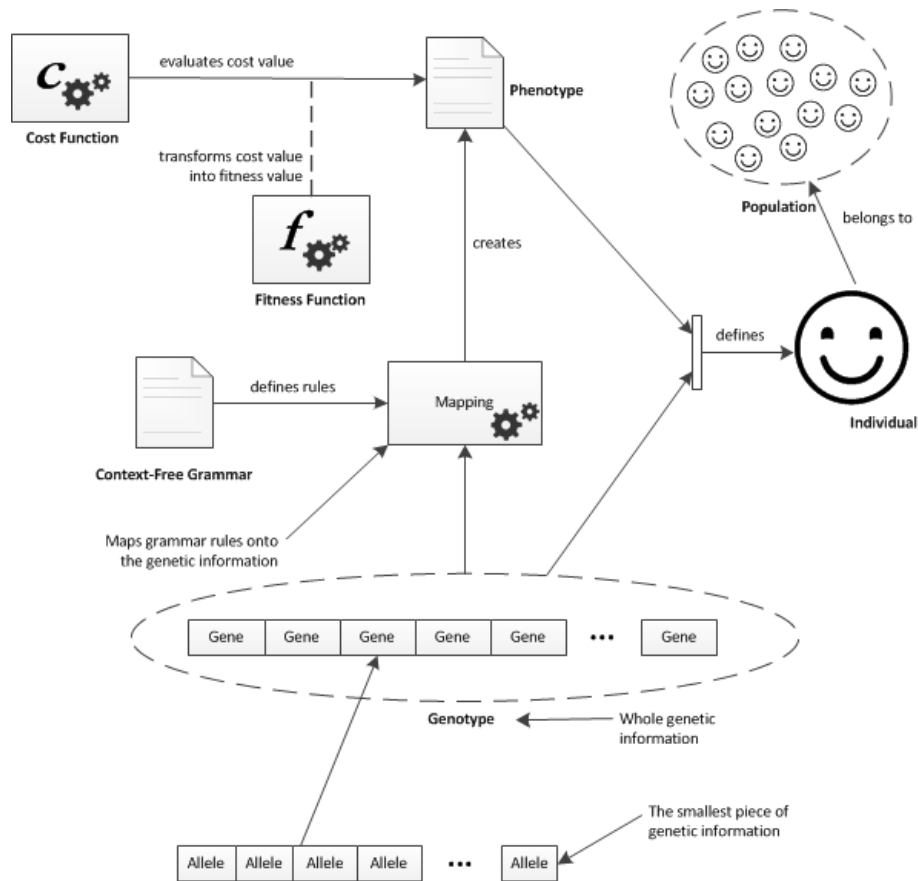 c
evaluates cost value
Phenotype
Cost Function
transforms cost value
into fitness value
f
Fitness Function
Population
belongs to
creates
defines
Individual
defines rules
Mapping
Context-Free Grammar
Maps grammar rules onto
the genetic information
Gene Gene Gene Gene Gene ••• Gene
Genotype
Whole genetic
information
The smallest piece of
genetic information
Allele Allele Allele Allele ••• Allele